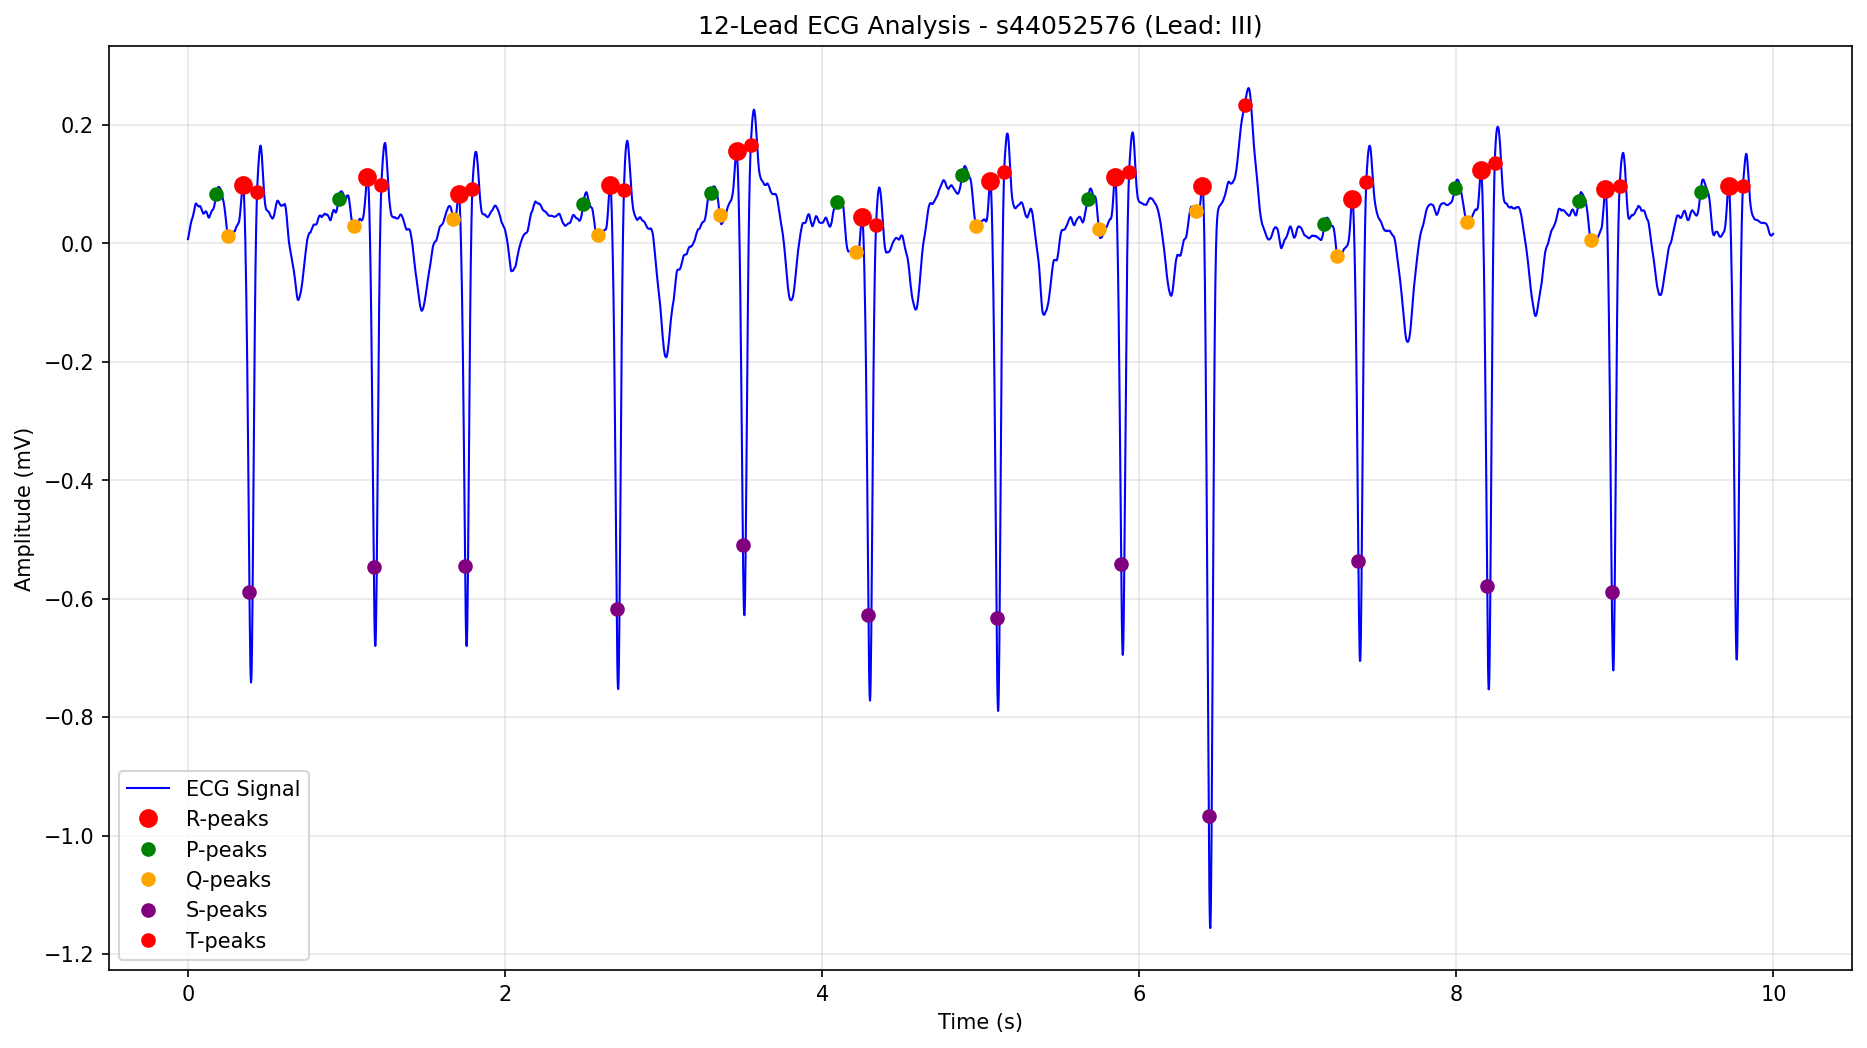 12-Lead ECG Analysis - s44052576 (Lead: III)
0.2
0.0
−0.2
−0.4
−0.6
−0.8
−1.0
−1.2
Amplitude (mV)
ECG Signal
R-peaks
P-peaks
Q-peaks
S-peaks
T-peaks
0 2 4 6 8 10
Time (s)